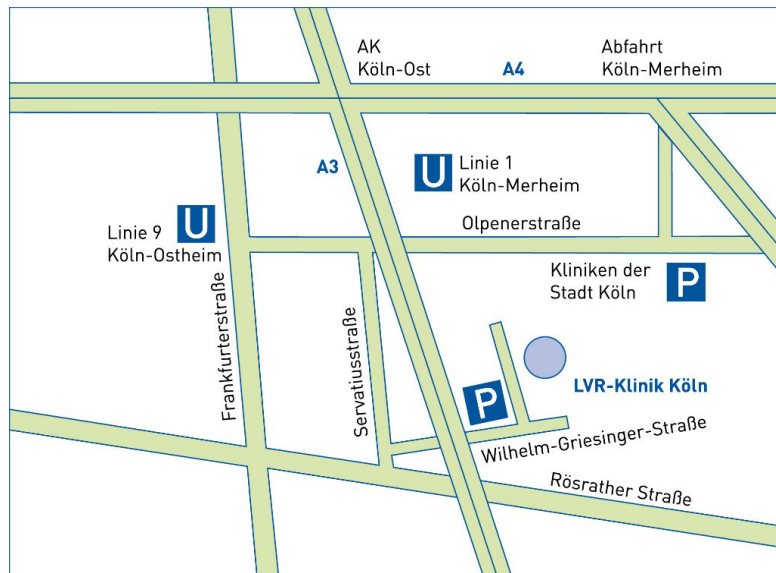 AK
Köln-Ost
A4
Abfahrt
Köln-Merheim
A3
U
Linie 1
Köln-Merheim
Olpenerstraße
Linie 9
Köln-Ostheim
U
Kliniken der
Stadt Köln
P
Frankfurterstraße
Servatiusstraße
LVR-Klinik Köln
P
Wilhelm-Griesinger-Straße
Rösrather Straße